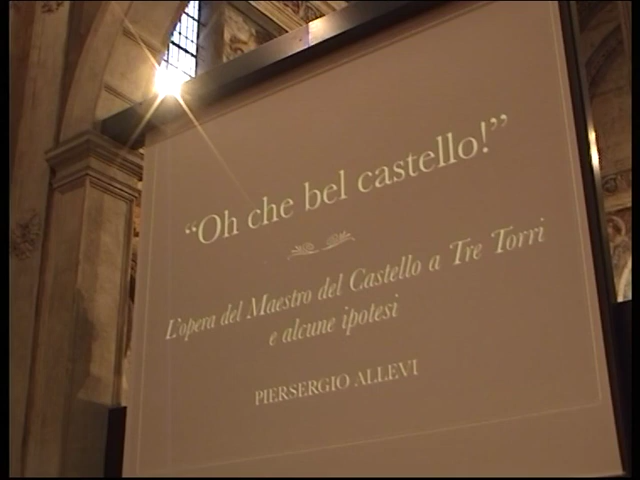 “Oh che bel castello!”
L'opera del Maestro del Castello a Tre Torri
e alcune ipotesi
PIERSERGIO ALLEVI